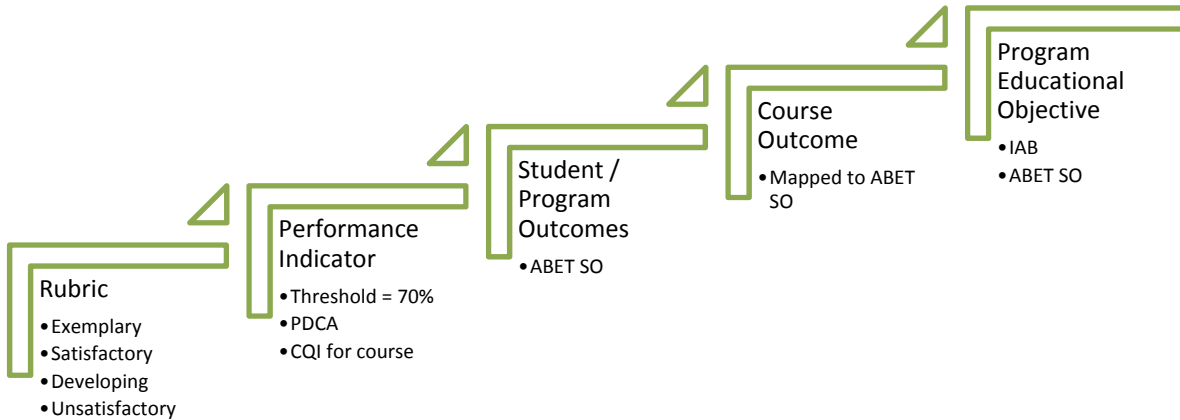 Rubric
•Exemplary
•Satisfactory
•Developing
•Unsatisfactory
Performance
Indicator
•Threshold = 70%
•PDCA
•CQI for course
Student /
Program
Outcomes
•ABET SO
Course
Outcome
•Mapped to ABET
SO
Program
Educational
Objective
•IAB
•ABET SO